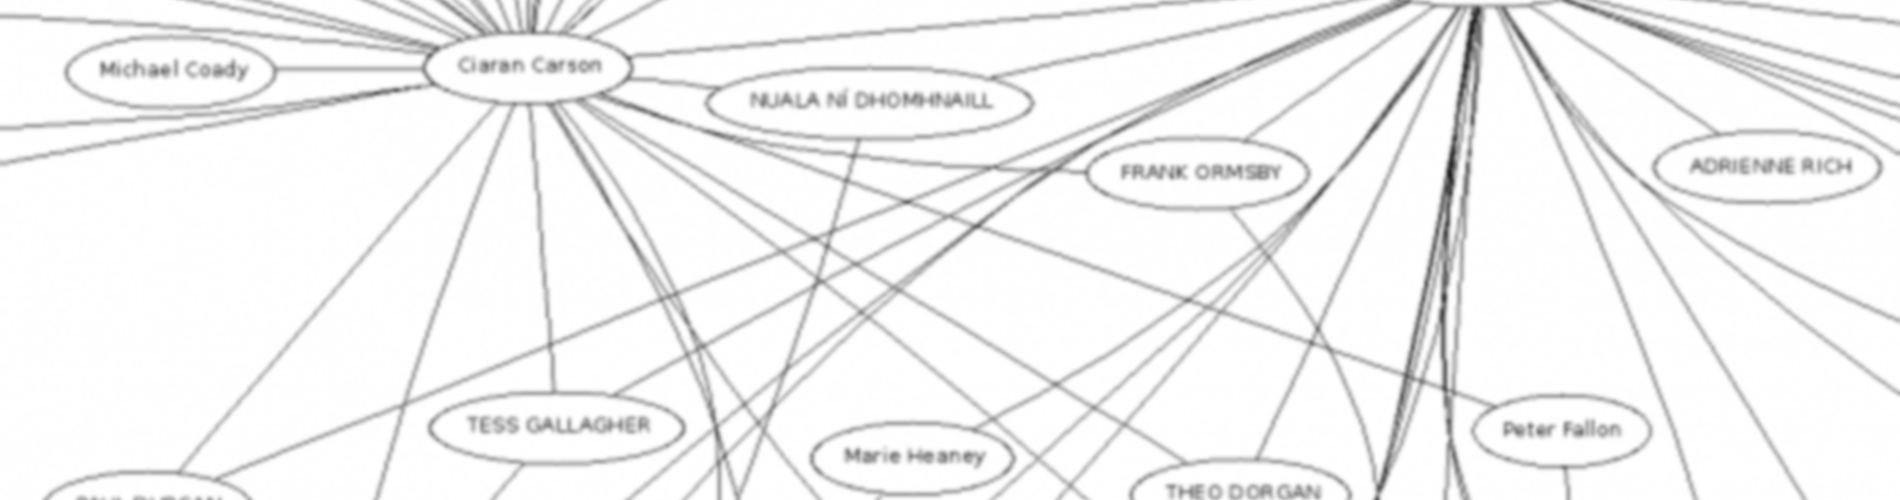 Michael Coady
Ciaran Carson
NUALA NÍ DHOMHNAILL
FRANK ORMSBY
ADRIENNE RICH
TESS GALLAGHER
Marie Heaney
Peter Fallon
THEO DORGAN